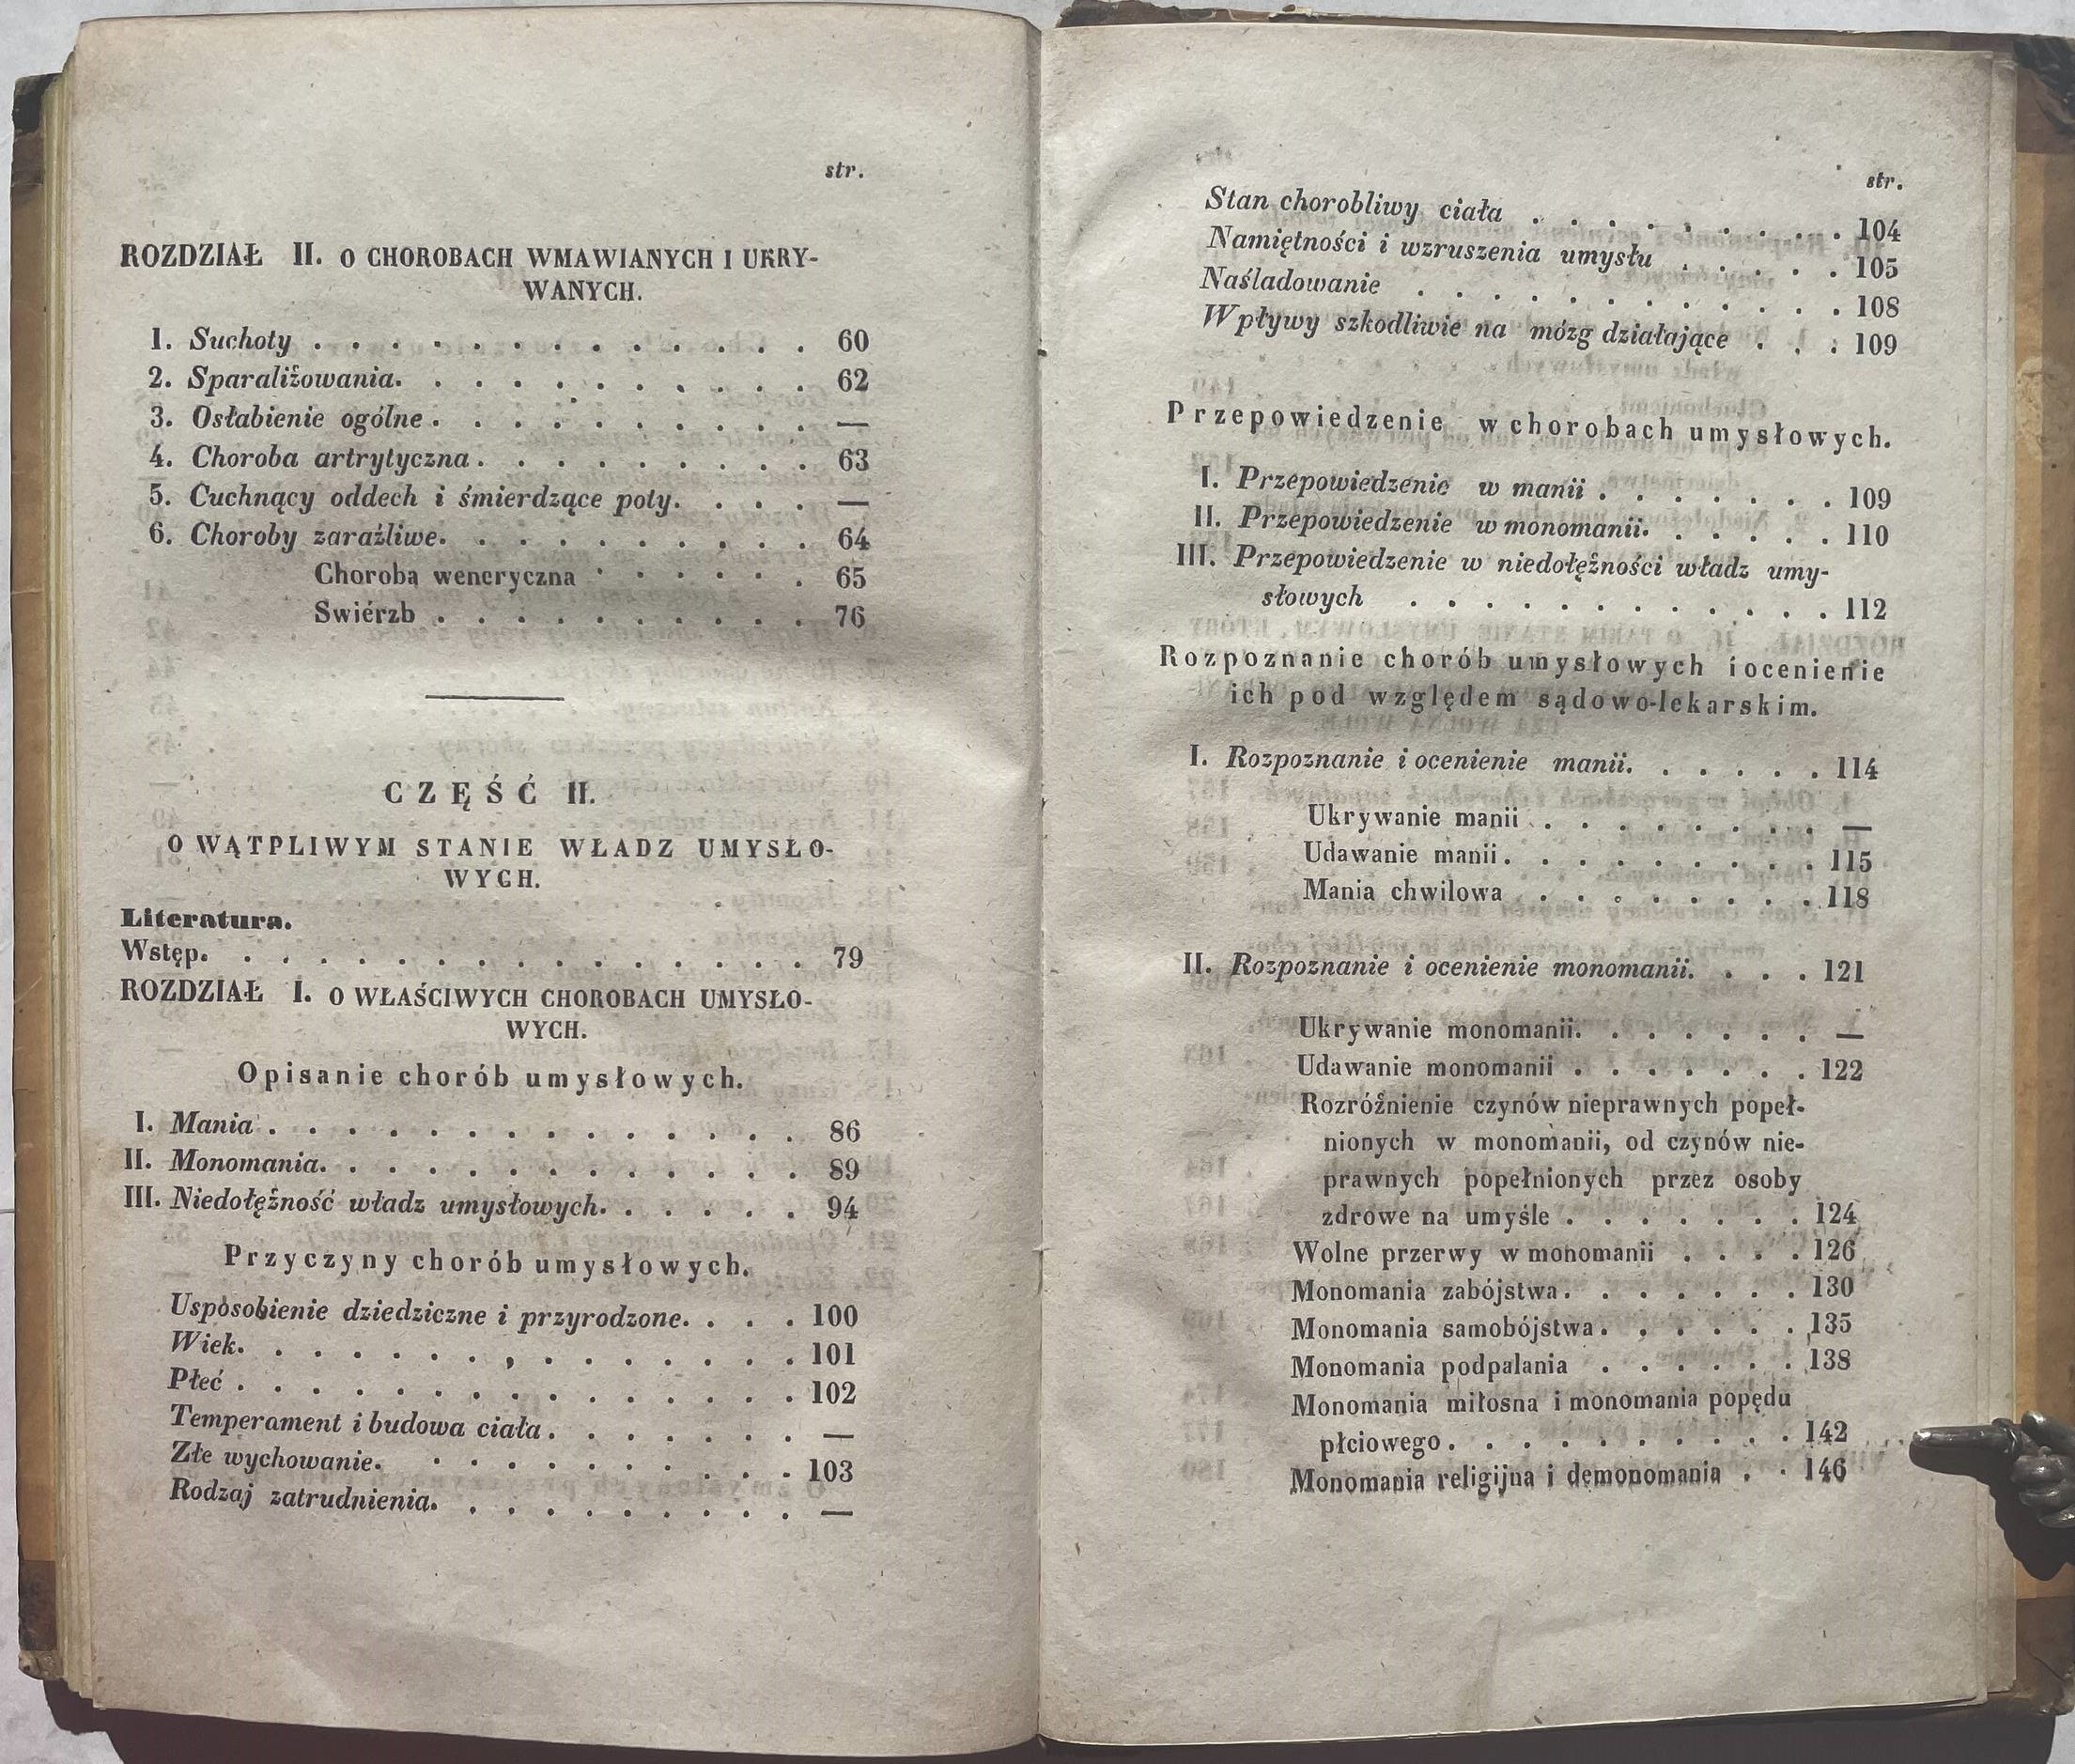 str.
ROZDZIAŁ II. O CHOROBACH WMAWIANYCH I UKRY-
WANYCH.
1. Suchoty . . . . . . . . . . . . . 60
2. Sparaliżowania. . . . . . . . . . . 62
3. Osłabienie ogólne . . . . . . . . . . —
4. Choroba artrytyczna . . . . . . . . . 63
5. Cuchnący oddech i śmierdzące poty. . . . —
6. Choroby zaraźliwe. . . . . . . . . . 64
Choroba weneryczna . . . . . . 65
Swiérzb . . . . . . . . . . 76
CZĘŚĆ II.
O WĄTPLIWYM STANIE WŁADZ UMYSŁO-
WYCH.
Literatura.
Wstęp. . . . . . . . . . . . . . . . 79
ROZDZIAŁ I. O WŁAŚCIWYCH CHOROBACH UMYSŁO-
WYCH.
Opisanie chorób umysłowych.
I. Mania . . . . . . . . . . . . . . 86
II. Monomania. . . . . . . . . . . . . 89
III. Niedołężność władz umysłowych. . . . . . 94
Przyczyny chorób umysłowych.
Usposobienie dziedziczne i przyrodzone. . . . 100
Wiek. . . . . . . . . . . . . . . 101
Płeć . . . . . . . . . . . . . . . 102
Temperament i budowa ciała . . . . . . . —
Złe wychowanie. . . . . . . . . . . 103
Rodzaj zatrudnienia. . . . . . . . . . —
str.
Stan chorobliwy ciała . . . . . . . . . 104
Namiętności i wzruszenia umysłu . . . . . 105
Naśladowanie . . . . . . . . . . . . 108
Wpływy szkodliwie na mózg działające . . . 109
Przepowiedzenie w chorobach umysłowych.
I. Przepowiedzenie w manii . . . . . . . 109
II. Przepowiedzenie w monomanii. . . . . . 110
III. Przepowiedzenie w niedołężności władz umy-
słowych . . . . . . . . . . . . 112
Rozpoznanie chorób umysłowych i ocenienie
ich pod względem sądowo-lekarskim.
I. Rozpoznanie i ocenienie manii. . . . . . 114
Ukrywanie manii . . . . . . . . . —
Udawanie manii . . . . . . . . . 115
Mania chwilowa . . . . . . . . 118
II. Rozpoznanie i ocenienie monomanii. . . . 121
Ukrywanie monomanii. . . . . . . —
Udawanie monomanii . . . . . . . 122
Rozróżnienie czynów nieprawnych popeł-
nionych w monomanii, od czynów nie-
prawnych popełnionych przez osoby
zdrowe na umyśle . . . . . . . 124
Wolne przerwy w monomanii . . . . 126
Monomania zabójstwa . . . . . . . 130
Monomania samobójstwa . . . . . . 135
Monomania podpalania . . . . . . 138
Monomania miłosna i monomania popędu
płciowego . . . . . . . . . . 142
Monomania religijna i demonomania . . 146